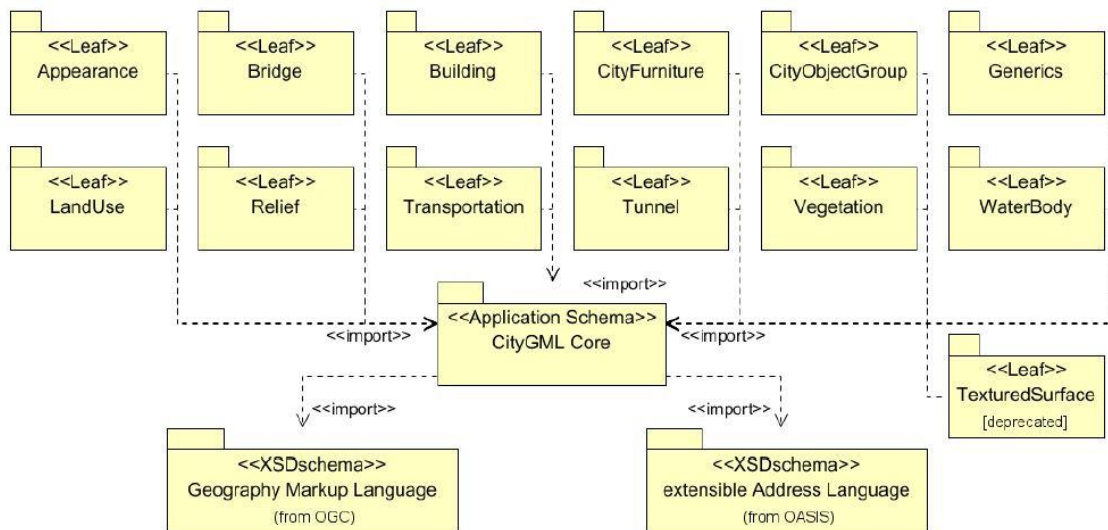 <<Leaf>>
Appearance
<<Leaf>>
Bridge
<<Leaf>>
Building
<<Leaf>>
CityFurniture
<<Leaf>>
CityObjectGroup
<<Leaf>>
Generics
<<Leaf>>
LandUse
<<Leaf>>
Relief
<<Leaf>>
Transportation
<<Leaf>>
Tunnel
<<Leaf>>
Vegetation
<<Leaf>>
WaterBody
<<import>>
<<Application Schema>>
CityGML Core
<<import>>
<<import>>
<<Leaf>>
TexturedSurface
[deprecated]
<<import>>
<<import>>
<<XSDschema>>
Geography Markup Language
(from OGC)
<<XSDschema>>
extensible Address Language
(from OASIS)